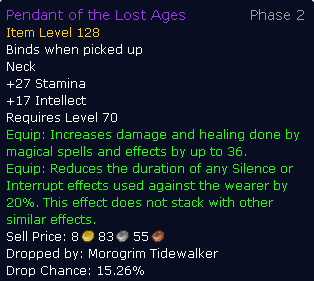 Pendant of the Lost Ages Phase 2
Item Level 128
Binds when picked up
Neck
+27 Stamina
+17 Intellect
Requires Level 70
Equip: Increases damage and healing done by
magical spells and effects by up to 36.
Equip: Reduces the duration of any Silence or
Interrupt effects used against the wearer by
20%. This effect does not stack with other
similar effects.
Sell Price: 8 83 55
Dropped by: Morogrim Tidewalker
Drop Chance: 15.26%